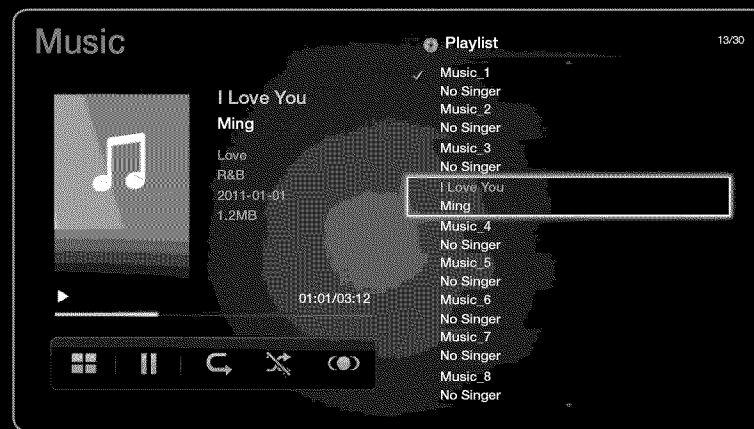 Music
I Love You
Ming
Love
R&B
2011-01-01
1.2MB
01:01/03:12
Playlist
13/30
Music_1
No Singer
Music_2
No Singer
Music_3
No Singer
I Love You
Ming
Music_4
No Singer
Music_5
No Singer
Music_6
No Singer
Music_7
No Singer
Music_8
No Singer